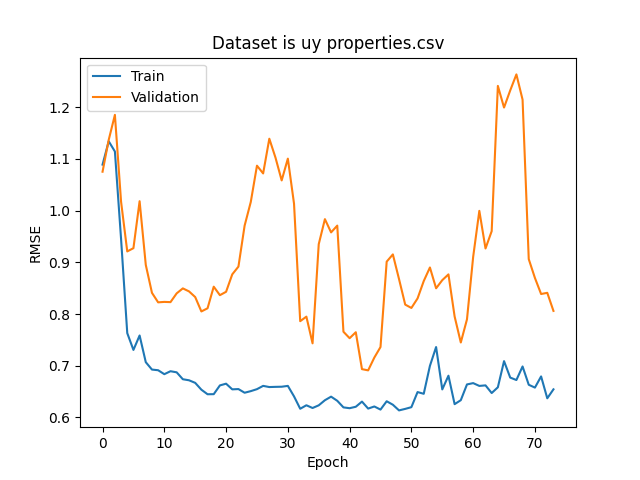 Dataset is uy properties.csv
Train
Validation
RMSE
1.2
1.1
1.0
0.9
0.8
0.7
0.6
0 10 20 30 40 50 60 70
Epoch